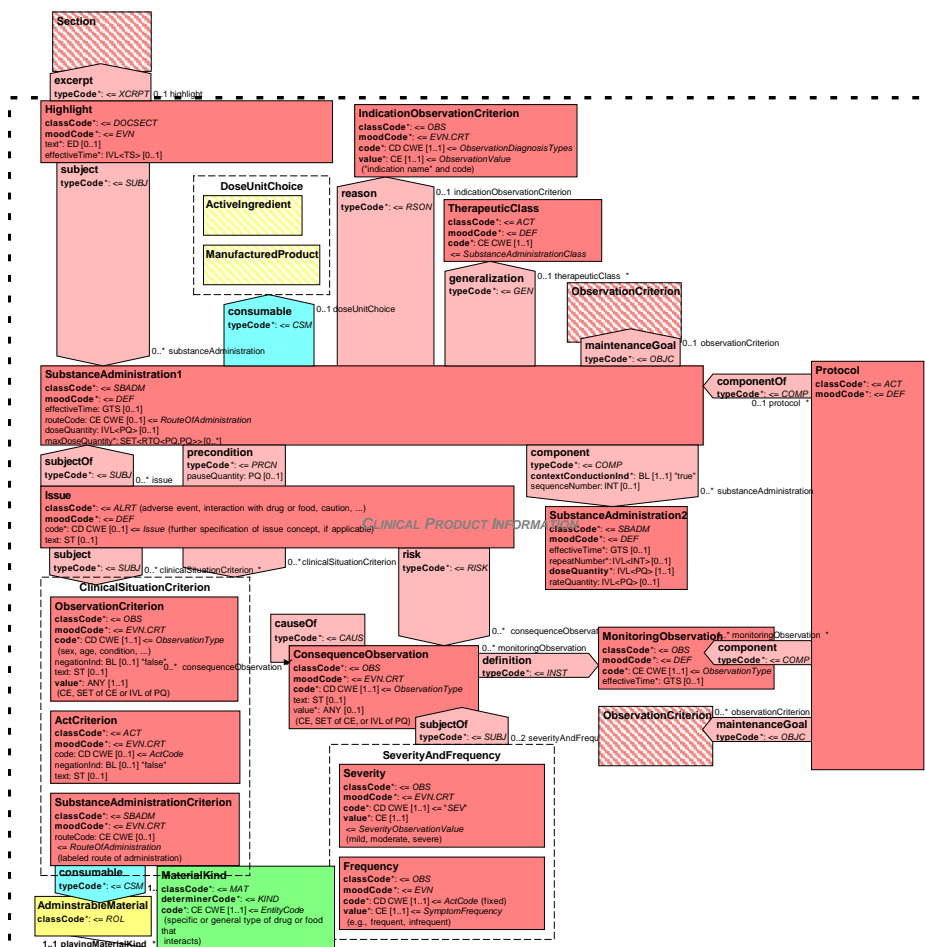 Section
excerpt
typeCode*: <= XCRPT
0..1 highlight
Highlight
classCode*: <= DOCSECT
moodCode*: <= EVN
text*: ED [0..1]
effectiveTime*: IVL<TS> [0..1]
IndicationObservationCriterion
classCode*: <= OBS
moodCode*: <= EVN.CRT
code*: CD CWE [1..1] <= ObservationDiagnosisTypes
value*: CE [1..1] <= ObservationValue
("indication name" and code)
subject
typeCode*: <= SUBJ
DoseUnitChoice
ActiveIngredient
ManufacturedProduct
reason
typeCode*: <= RSON
0..1 indicationObservationCriterion
TherapeuticClass
classCode*: <= ACT
moodCode*: <= DEF
code*: CE CWE [1..1]
<= SubstanceAdministrationClass
generalization
typeCode*: <= GEN
0..1 therapeuticClass *
ObservationCriterion
consumable
typeCode*: <= CSM
0..1 doseUnitChoice
maintenanceGoal
typeCode*: <= OBJC
0..1 observationCriterion
0..* substanceAdministration
SubstanceAdministration1
classCode*: <= SBADM
moodCode*: <= DEF
effectiveTime: GTS [0..1]
routeCode: CE CWE [0..1] <= RouteOfAdministration
doseQuantity: IVL<PQ> [0..1]
maxDoseQuantity*: SET<RTO<PQ,PQ>> [0..*]
componentOf
typeCode*: <= COMP
0..1 protocol *
Protocol
classCode*: <= ACT
moodCode*: <= DEF
subjectOf
typeCode*: <= SUBJ
0..* issue
precondition
typeCode*: <= PRCN
pauseQuantity: PQ [0..1]
component
typeCode*: <= COMP
contextConductionInd*: BL [1..1] "true"
sequenceNumber: INT [0..1]
0..* substanceAdministration
Issue
classCode*: <= ALRT (adverse event, interaction with drug or food, caution, ...)
moodCode*: <= DEF
code*: CD CWE [0..1] <= Issue (further specification of issue concept, if applicable)
text: ST [0..1]
CLINICAL PRODUCT INFORMATION
SubstanceAdministration2
classCode*: <= SBADM
moodCode*: <= DEF
effectiveTime*: GTS [0..1]
repeatNumber*: IVL<INT> [0..1]
doseQuantity*: IVL<PQ> [1..1]
rateQuantity: IVL<PQ> [0..1]
subject
typeCode*: <= SUBJ
0..* clinicalSituationCriterion *
0..* clinicalSituationCriterion
risk
typeCode*: <= RISK
ClinicalSituationCriterion
ObservationCriterion
classCode*: <= OBS
moodCode*: <= EVN.CRT
code*: CD CWE [1..1] <= ObservationType
(sex, age, condition, ...)
negationInd: BL [0..1] "false"
text: ST [0..1]
value*: ANY [1..1]
(CE, SET of CE or IVL of PQ)
0..* consequenceObservation
causeOf
typeCode*: <= CAUS
0..* consequenceObservat
ConsequenceObservation
classCode*: <= OBS
moodCode*: <= EVN.CRT
code*: CD CWE [1..1] <= ObservationType
text: ST [0..1]
value*: ANY [0..1]
(CE, SET of CE, or IVL of PQ)
0..* monitoringObservation
definition
typeCode*: <= INST
MonitoringObservation
classCode*: <= OBS
moodCode*: <= DEF
code*: CE CWE [1..1] <= ObservationType
effectiveTime*: GTS [0..1]
..* monitoringObservation *
component
typeCode*: <= COMP
ObservationCriterion
0..* observationCriterion
maintenanceGoal
typeCode*: <= OBJC
subjectOf
typeCode*: <= SUBJ
0..2 severityAndFrequ
ActCriterion
classCode*: <= ACT
moodCode*: <= EVN.CRT
code: CD CWE [0..1] <= ActCode
negationInd: BL [0..1] "false"
text: ST [0..1]
SeverityAndFrequency
Severity
classCode*: <= OBS
moodCode*: <= EVN.CRT
code*: CD CWE [1..1] <= "SEV"
value*: CE [1..1]
<= SeverityObservationValue
(mild, moderate, severe)
SubstanceAdministrationCriterion
classCode*: <= SBADM
moodCode*: <= EVN.CRT
routeCode: CE CWE [0..1]
<= RouteOfAdministration
(labeled route of administration)
Frequency
classCode*: <= OBS
moodCode*: <= EVN
code*: CD CWE [1..1] <= ActCode (fixed)
value*: CE [1..1] <= SymptomFrequency
(e.g., frequent, infrequent)
consumable
typeCode*: <= CSM
1..
AdminstrableMaterial
classCode*: <= ROL
MaterialKind
classCode*: <= MAT
determinerCode*: <= KIND
code*: CE CWE [1..1] <= EntityCode
(specific or general type of drug or food
that
interacts)
1..1 playingMaterialKind *